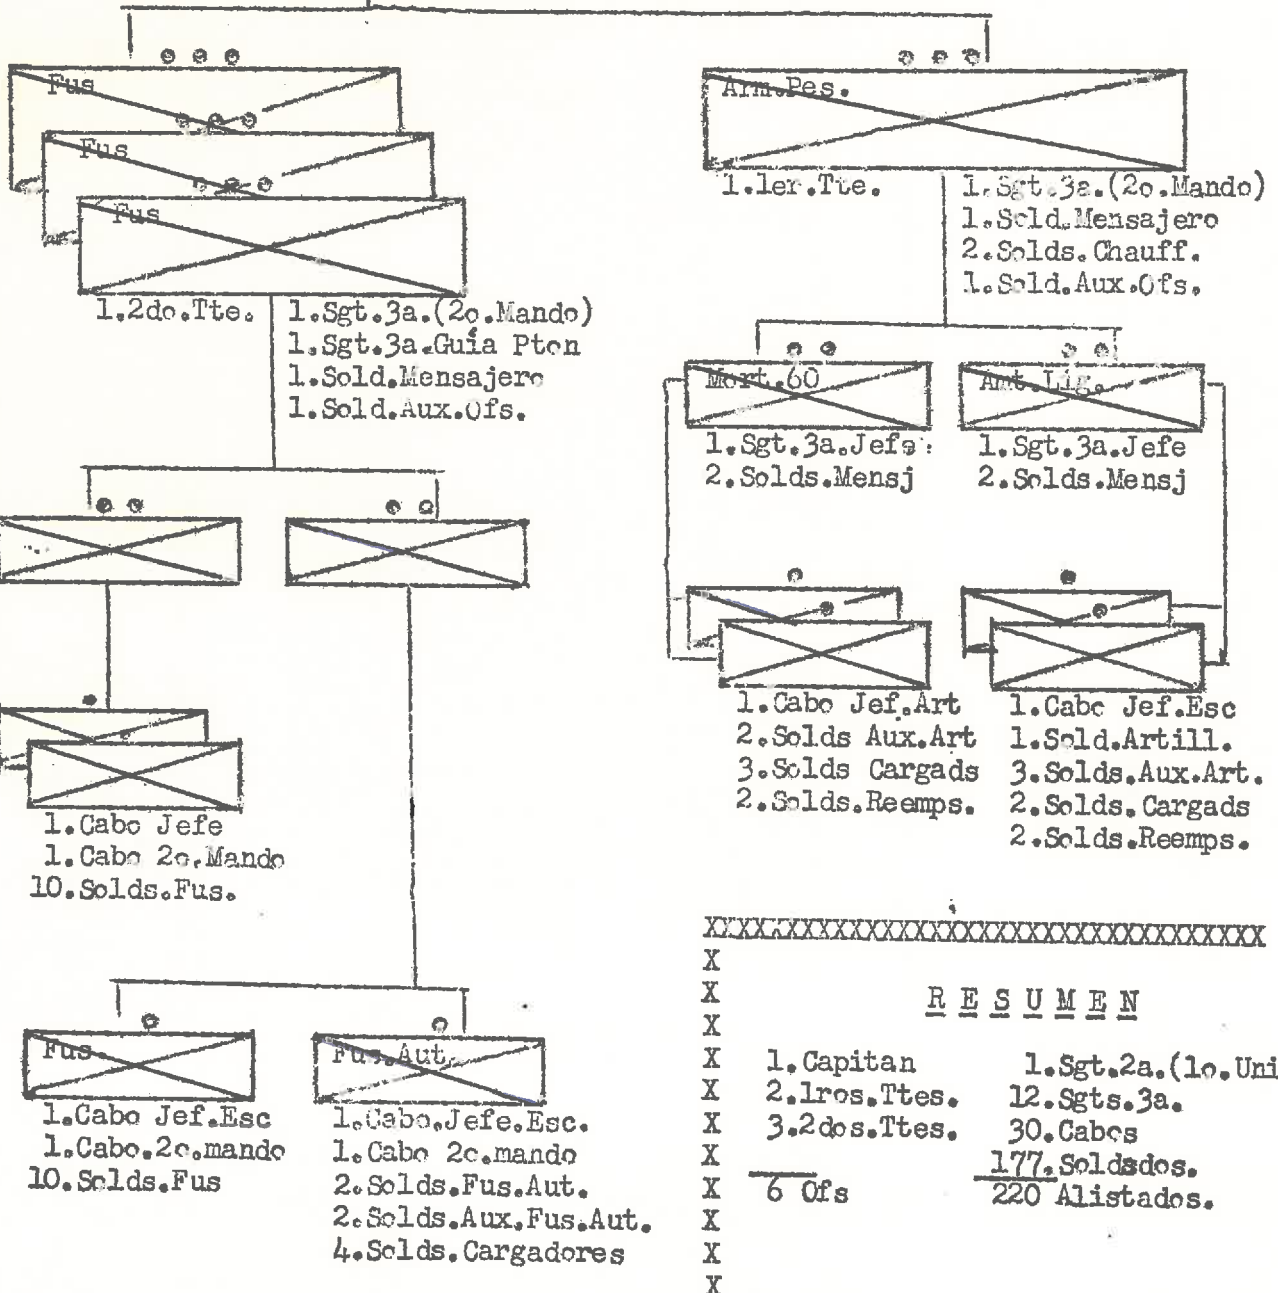 Fus
Fus
Fus
1.2do.Tte.
1.Sgt.3a.(2o.Mando)
1.Sgt.3a.Guía Pton
1.Sold.Mensajero
1.Sold.Aux.Ofs.
Arm.Pes.
1.1er.Tte.
1.Sgt.3a.(2o.Mando)
1.Sold.Mensajero
2.Solds.Chauff.
1.Sold.Aux.Ofs.
Mort.60
1.Sgt.3a.Jefe
2.Solds.Mensj
Amt.Lig.
1.Sgt.3a.Jefe
2.Solds.Mensj
1.Cabo Jef.Art
2.Solds Aux.Art
3.Solds Cargads
2.Solds.Reemps.
1.Cabo Jef.Esc
1.Sold.Artill.
3.Solds.Aux.Art.
2.Solds.Cargads
2.Solds.Reemps.
1.Cabo Jefe
1.Cabo 2o.Mando
10.Solds.Fus.
Fus.
1.Cabo Jef.Esc
1.Cabo.2o.mando
10.Solds.Fus
Fus.Aut.
1.Cabo.Jefe.Esc.
1.Cabo 2o.mando
2.Solds.Fus.Aut.
2.Solds.Aux.Fus.Aut.
4.Solds.Cargadores
R E S U M E N
1.Capitan
2.1ros.Ttes.
3.2dos.Ttes.
6 Ofs
1.Sgt.2a.(1o.Uni
12.Sgts.3a.
30.Cabos
177.Soldados.
220 Alistados.